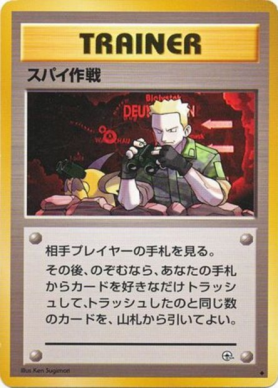 TRAINER
スパイ作戦
DEU
相手プレイヤーの手札を見る。
その後、のぞむなら、あなたの手札
からカードを好きなだけトラッシュ
して、トラッシュしたのと同じ数
のカードを、山札から引いてよい。
Illus.Ken Sugimori